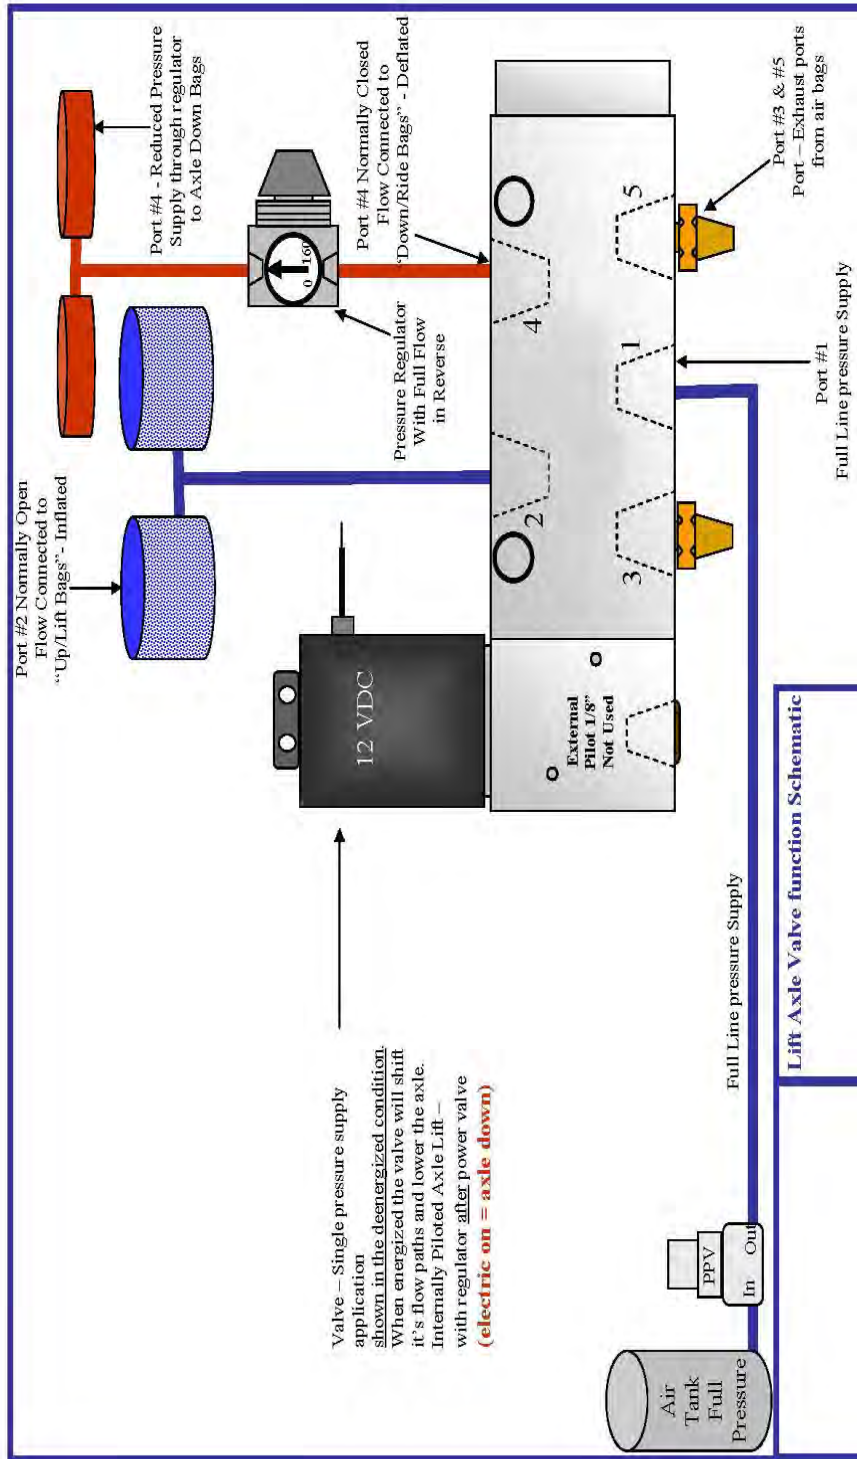 Port #2 Normally Open
Flow Connected to
“Up/Lift Bags”- Inflated
Port #4 - Reduced Pressure
Supply through regulator
to Axle Down Bags
0 160
Pressure Regulator
With Full Flow
in Reverse
Port #4 Normally Closed
Flow Connected to
“Down/Ride Bags” - Deflated
12 VDC
External
Pilot 1/8”
Not Used
2
4
3
1
5
Port #3 & #5
Port – Exhaust ports
from air bags
Port #1
Full Line pressure Supply
Valve – Single pressure supply
application
shown in the deenergized condition.
When energized the valve will shift
it’s flow paths and lower the axle.
Internally Piloted Axle Lift –
with regulator after power valve
(electric on = axle down)
Full Line pressure Supply
PPV
In Out
Air
Tank
Full
Pressure
Lift Axle Valve function Schematic